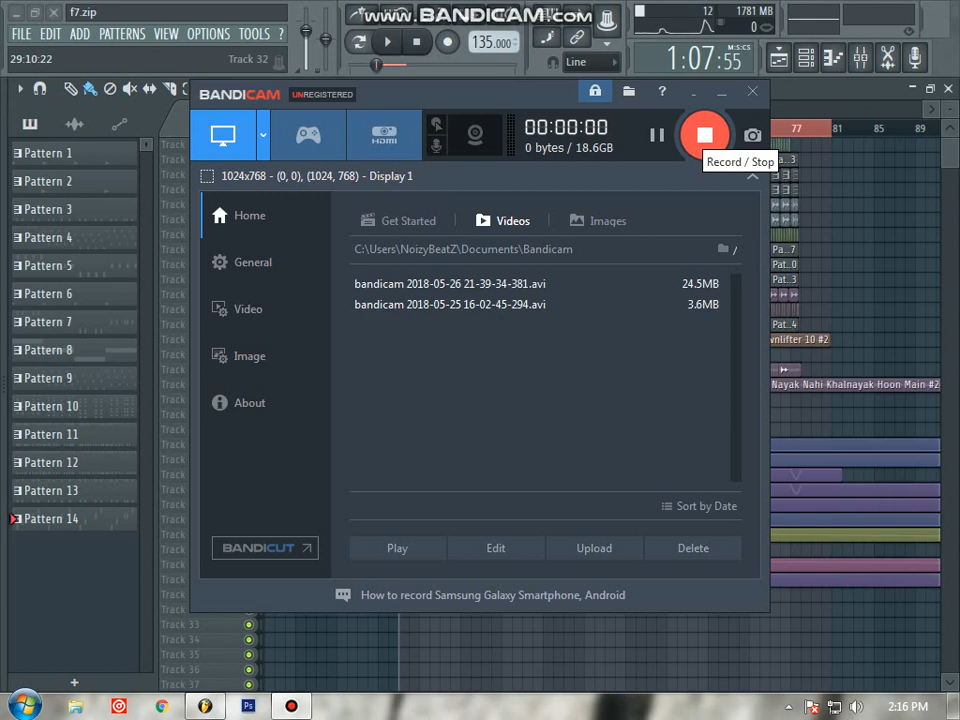 f7.zip
www.BANDICAM.com
12
1781 MB
0
FILE EDIT ADD PATTERNS VIEW OPTIONS TOOLS ?
135.000
29:10:22
Track 32
Line
1:07:55
M:S:CS
BANDICAM UNREGISTERED
HDMI
00:00:00
0 bytes / 18.6GB
Record / Stop
1024x768 - (0, 0), (1024, 768) - Display 1
Home
General
Video
Image
About
BANDICUT
Get Started
Videos
Images
C:\Users\NoizyBeatZ\Documents\Bandicam
/
bandicam 2018-05-26 21-39-34-381.avi 24.5MB
bandicam 2018-05-25 16-02-45-294.avi 3.6MB
Sort by Date
Play
Edit
Upload
Delete
How to record Samsung Galaxy Smartphone, Android
Pattern 1
Pattern 2
Pattern 3
Pattern 4
Pattern 5
Pattern 6
Pattern 7
Pattern 8
Pattern 9
Pattern 10
Pattern 11
Pattern 12
Pattern 13
Pattern 14
Track
Track 33
Track 34
Track 35
Track 36
Track 37
77 81 85 89
Pa..3
Pa..7
Pat..0
Pat..3
Pat..4
wnlifter 10 #2
Nayak Nahi Khalnayak Hoon Main #2
2:16 PM